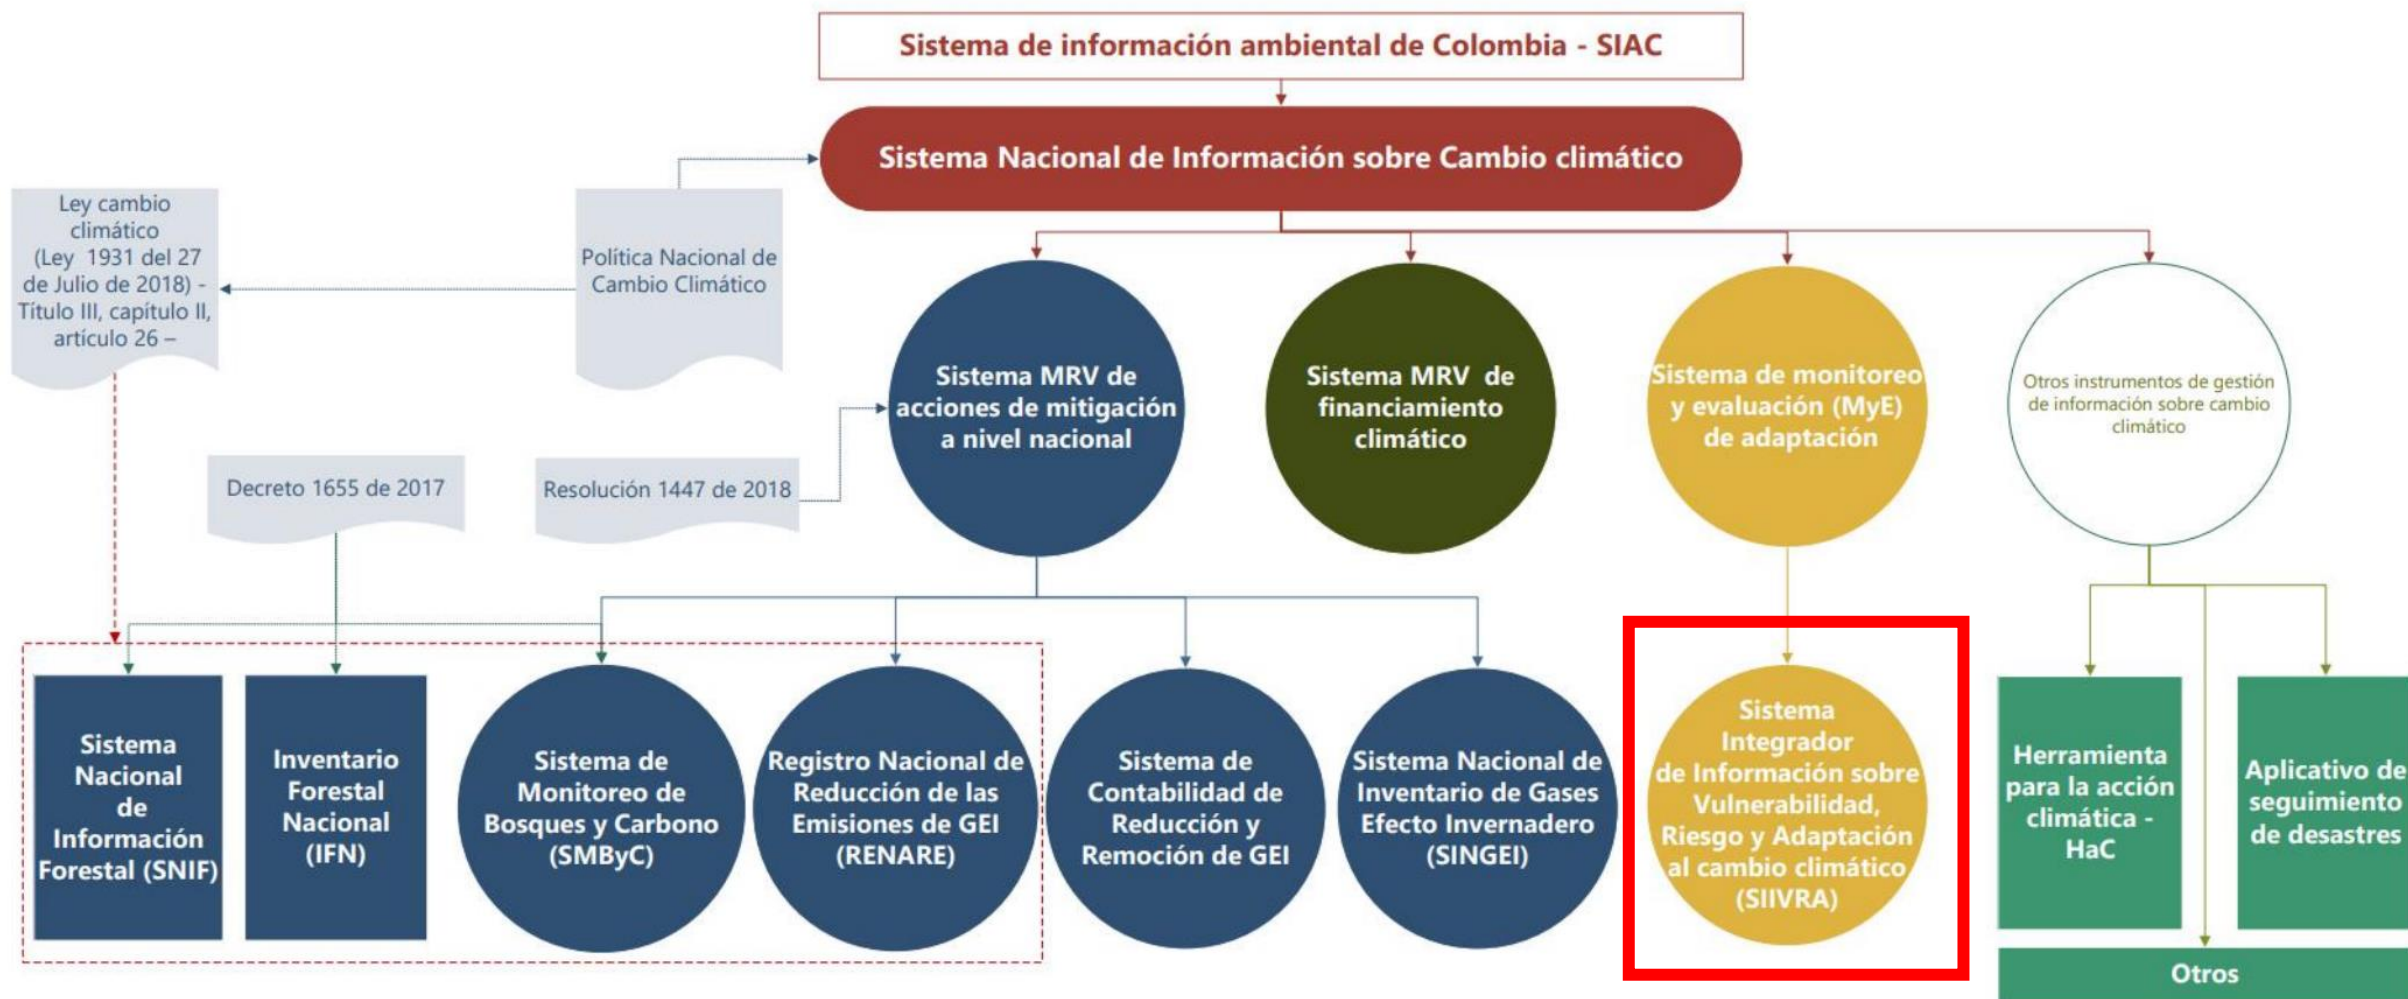 Sistema de información ambiental de Colombia - SIAC
Sistema Nacional de Información sobre Cambio climático
Ley cambio
climático
(Ley 1931 del 27
de Julio de 2018) -
Título III, capítulo II,
artículo 26 –
Política Nacional de
Cambio Climático
Decreto 1655 de 2017
Resolución 1447 de 2018
Sistema MRV de
acciones de mitigación
a nivel nacional
Sistema MRV de
financiamiento
climático
Sistema de monitoreo
y evaluación (MyE)
de adaptación
Otros instrumentos de gestión
de información sobre cambio
climático
Sistema
Nacional
de
Información
Forestal (SNIF)
Inventario
Forestal
Nacional
(IFN)
Sistema de
Monitoreo de
Bosques y Carbono
(SMByC)
Registro Nacional de
Reducción de las
Emisiones de GEI
(RENARE)
Sistema de
Contabilidad de
Reducción y
Remoción de GEI
Sistema Nacional de
Inventario de Gases
Efecto Invernadero
(SINGEI)
Sistema
Integrador
de Información sobre
Vulnerabilidad,
Riesgo y Adaptación
al cambio climático
(SIIVRA)
Herramienta
para la acción
climática -
HaC
Aplicativo de
seguimiento
de desastres
Otros